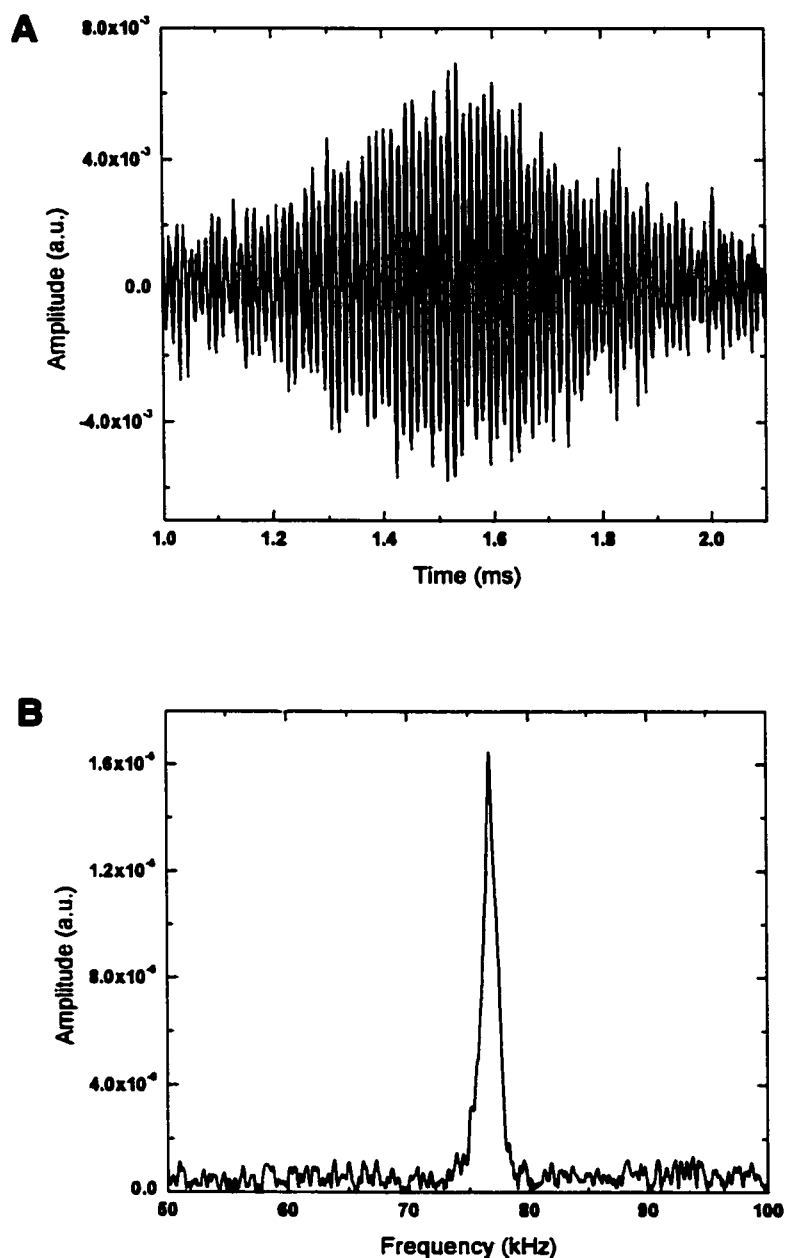 A
8.0x10⁻³
4.0x10⁻³
0.0
-4.0x10⁻³
Amplitude (a.u.)
1.0 1.2 1.4 1.6 1.8 2.0
Time (ms)
B
1.6x10⁻⁵
1.2x10⁻⁵
8.0x10⁻⁶
4.0x10⁻⁶
0.0
Amplitude (a.u.)
50 60 70 80 90 100
Frequency (kHz)